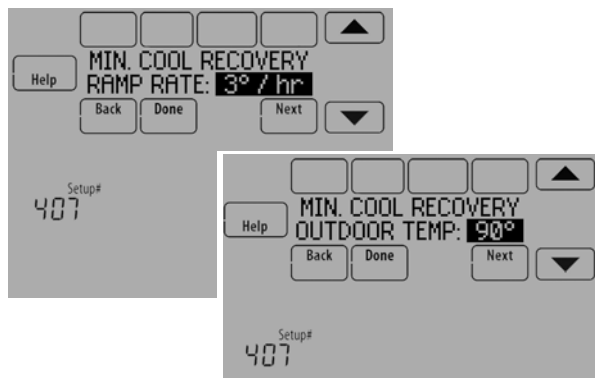 MIN. COOL RECOVERY
Help
RAMP RATE: 3° / hr
Back Done Next
Setup#
407
MIN. COOL RECOVERY
Help
OUTDOOR TEMP: 90°
Back Done Next
Setup#
407